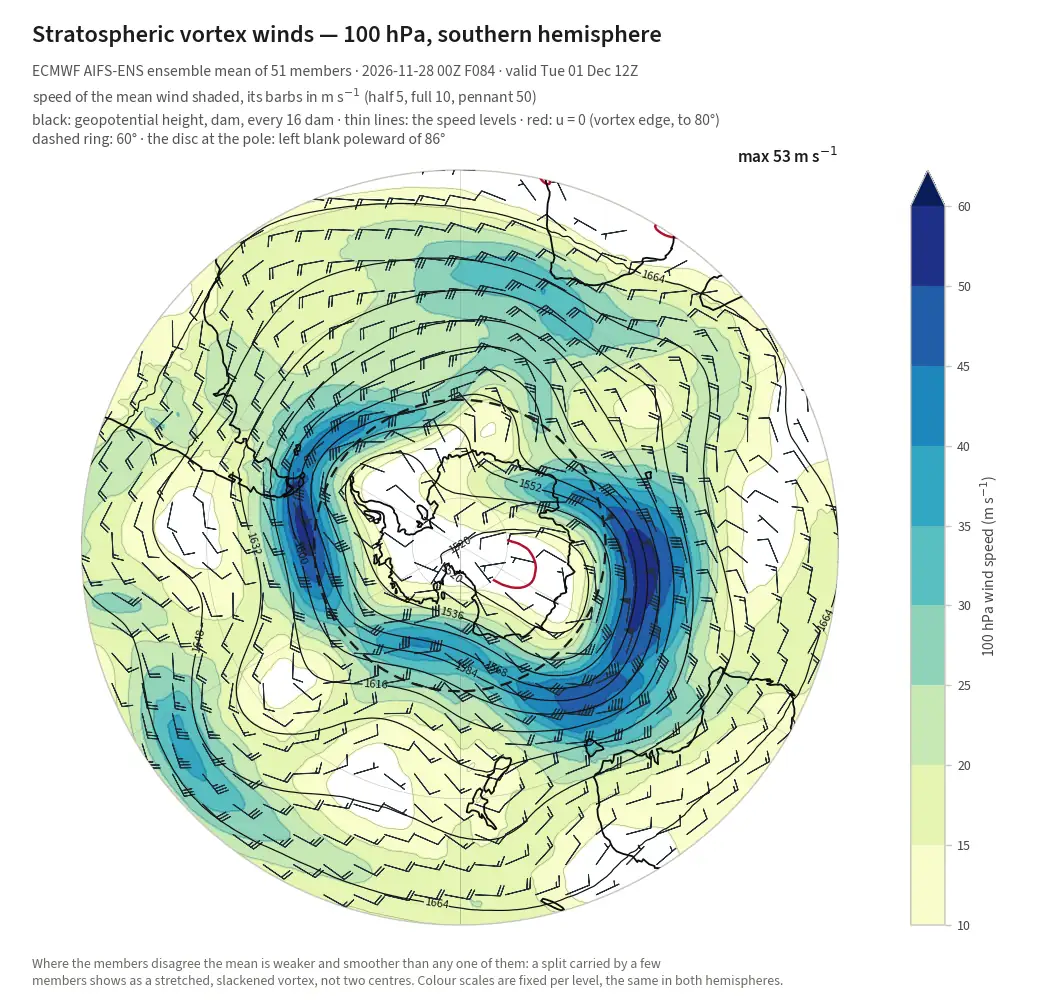 Stratospheric vortex winds — 100 hPa, southern hemisphere
ECMWF AIFS-ENS ensemble mean of 51 members · 2026-11-28 00Z F084 · valid Tue 01 Dec 12Z
speed of the mean wind shaded, its barbs in m s⁻¹ (half 5, full 10, pennant 50)
black: geopotential height, dam, every 16 dam · thin lines: the speed levels · red: u = 0 (vortex edge, to 80°)
dashed ring: 60° · the disc at the pole: left blank poleward of 86°
max 53 m s⁻¹
60
50
45
40
35
30
25
20
15
10
100 hPa wind speed (m s⁻¹)
1664
1552
1632
1600
1520
1520
1536
1664
1648
1584
1568
1616
1664
Where the members disagree the mean is weaker and smoother than any one of them: a split carried by a few
members shows as a stretched, slackened vortex, not two centres. Colour scales are fixed per level, the same in both hemispheres.